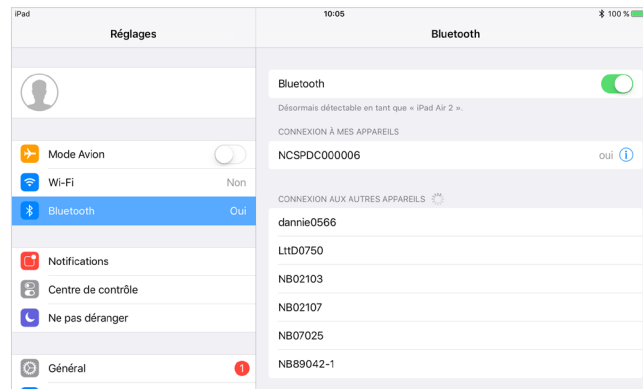 iPad
10:05
100 %
Réglages
Bluetooth
Bluetooth
Désormais détectable en tant que « iPad Air 2 ».
CONNEXION À MES APPAREILS
NCSPDC000006 oui
CONNEXION AUX AUTRES APPAREILS
dannie0566
LttD0750
NB02103
NB02107
NB07025
NB89042-1
Mode Avion
Wi-Fi Non
Bluetooth Oui
Notifications
Centre de contrôle
Ne pas déranger
Général 1